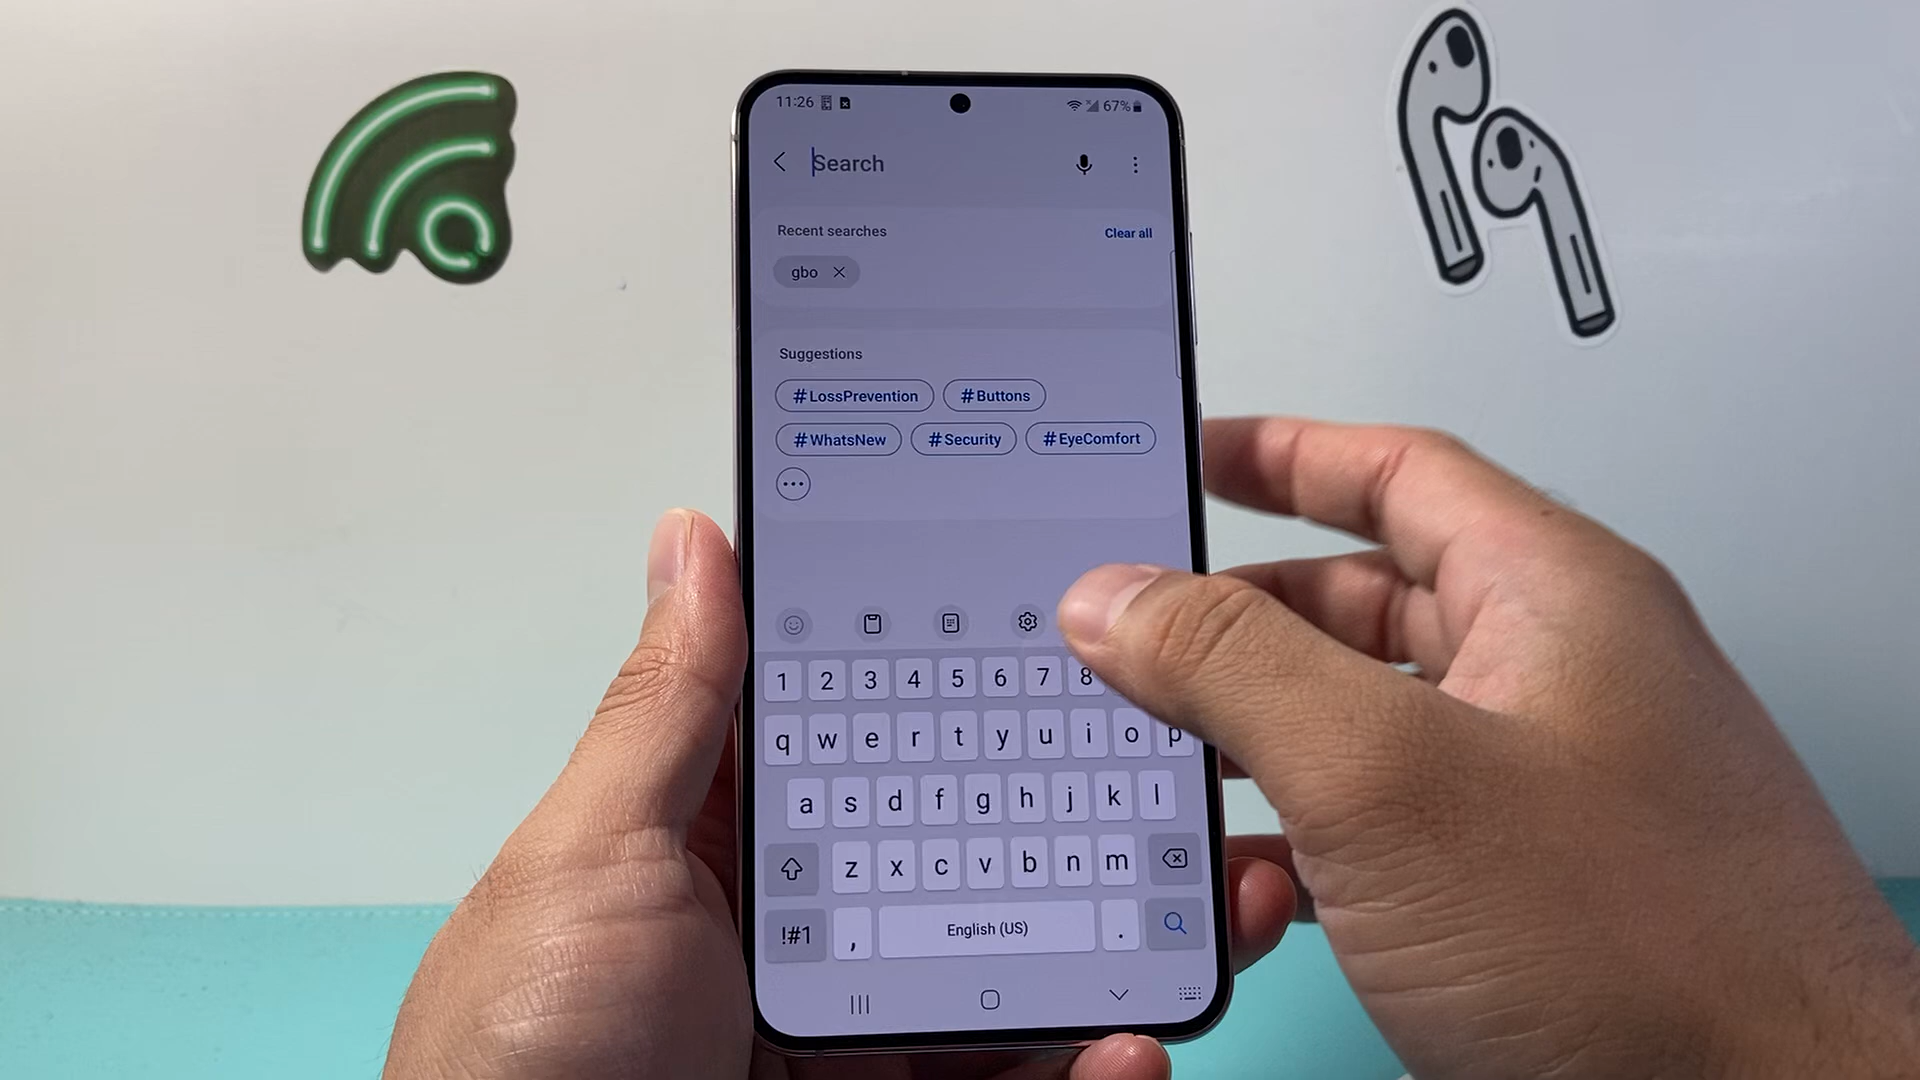 11:26
67%
Search
Recent searches Clear all
gbo
Suggestions
#LossPrevention #Buttons
#WhatsNew #Security #EyeComfort
1 2 3 4 5 6 7 8
q w e r t y u i o p
a s d f g h j k l
z x c v b n m
!#1 , English (US) .